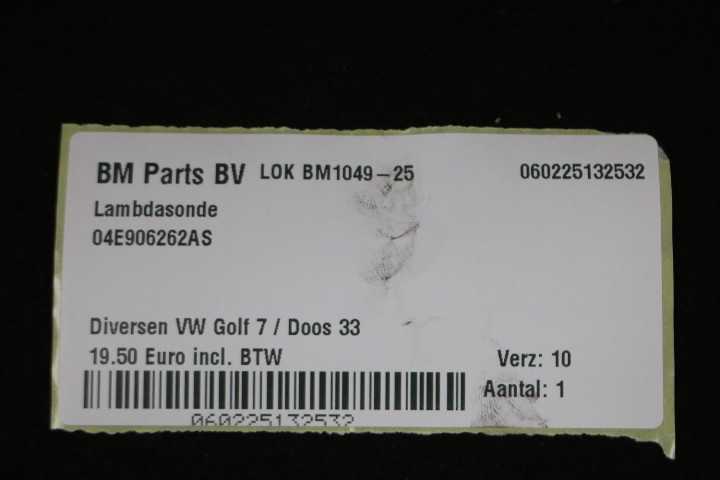 BM Parts BV LOK BM1049-25 060225132532
Lambdasonde
04E906262AS
Diversen VW Golf 7 / Doos 33
19.50 Euro incl. BTW Verz: 10
Aantal: 1
060225132532